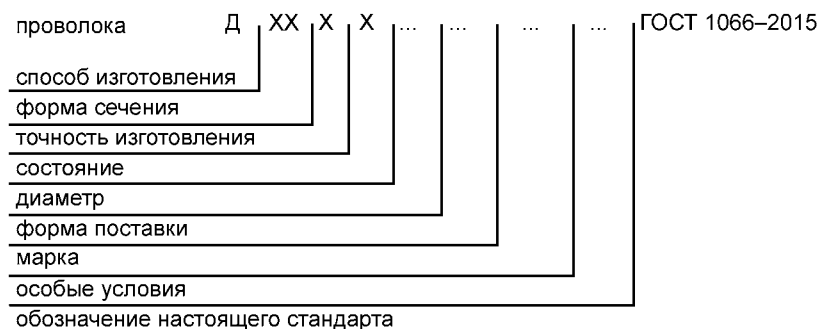 проволока Д ХХ Х Х ... ... ... ... ГОСТ 1066–2015
способ изготовления
форма сечения
точность изготовления
состояние
диаметр
форма поставки
марка
особые условия
обозначение настоящего стандарта